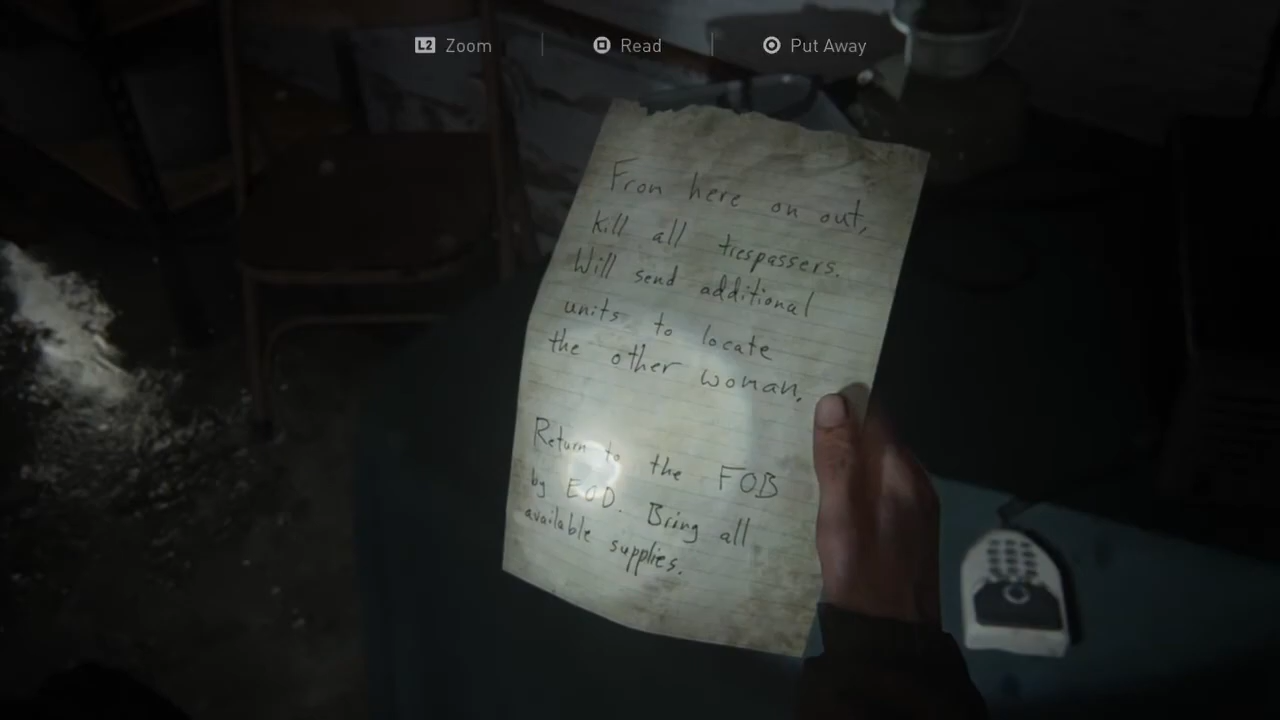 L2 Zoom
Read
Put Away
From here on out,
kill all trespassers.
Will send additional
units to locate
the other woman.
Return to the FOB
by EOD. Bring all
available supplies.